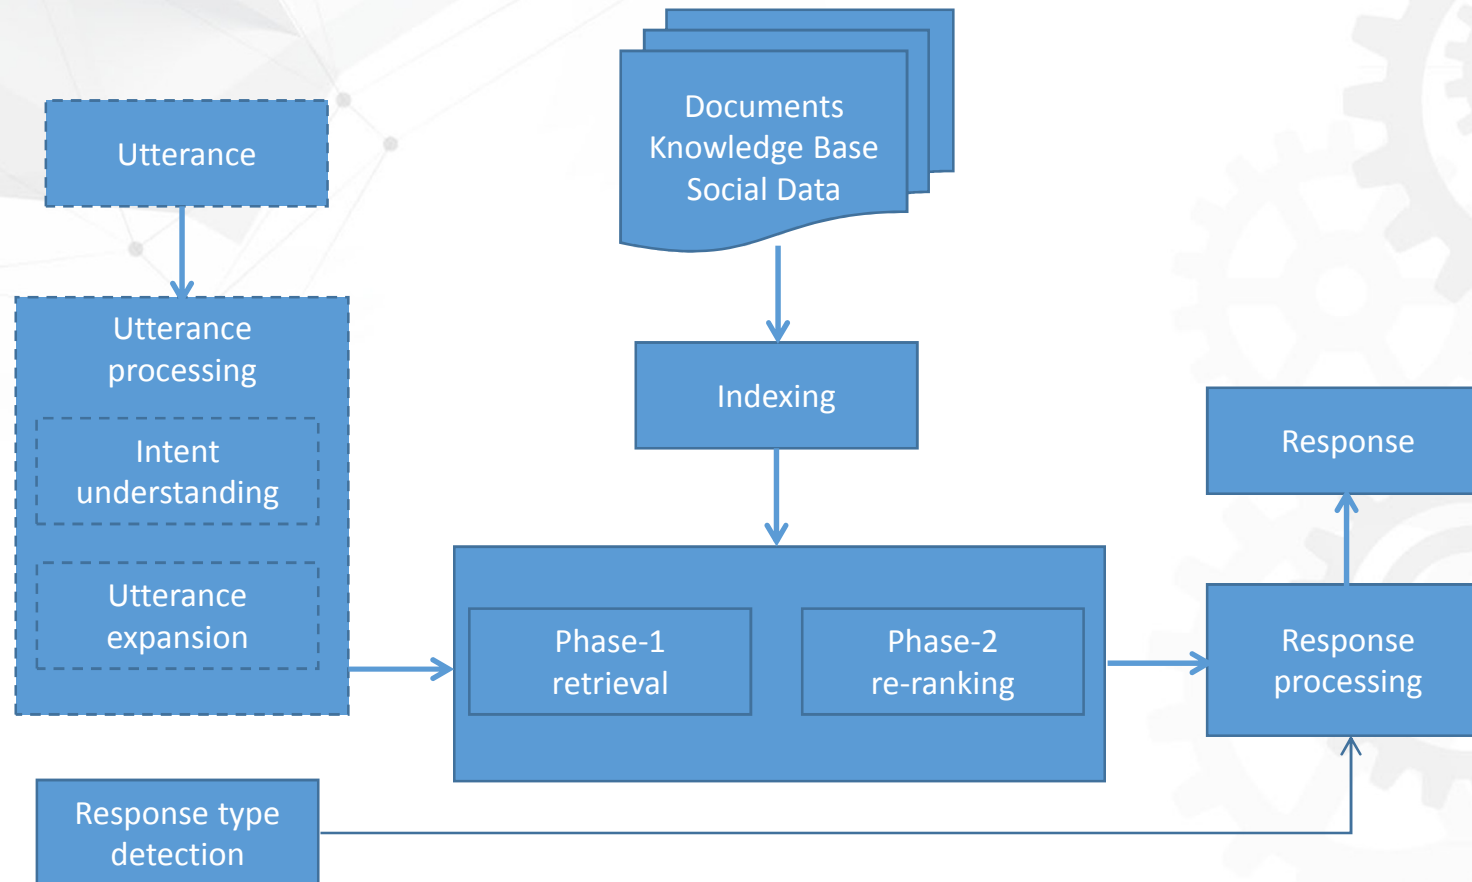 Documents
Knowledge Base
Social Data
Utterance
Utterance
processing
Intent
understanding
Utterance
expansion
Indexing
Phase-1
retrieval
Phase-2
re-ranking
Response
Response
processing
Response type
detection